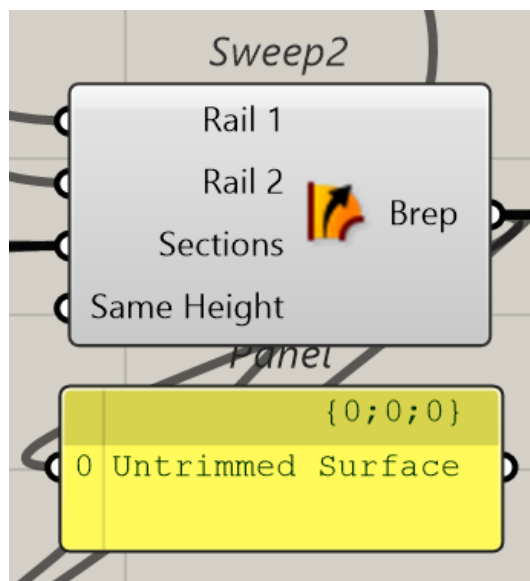 Sweep2
Rail 1
Rail 2
Brep
Sections
Same Height
Panel
{0;0;0}
0 Untrimmed Surface